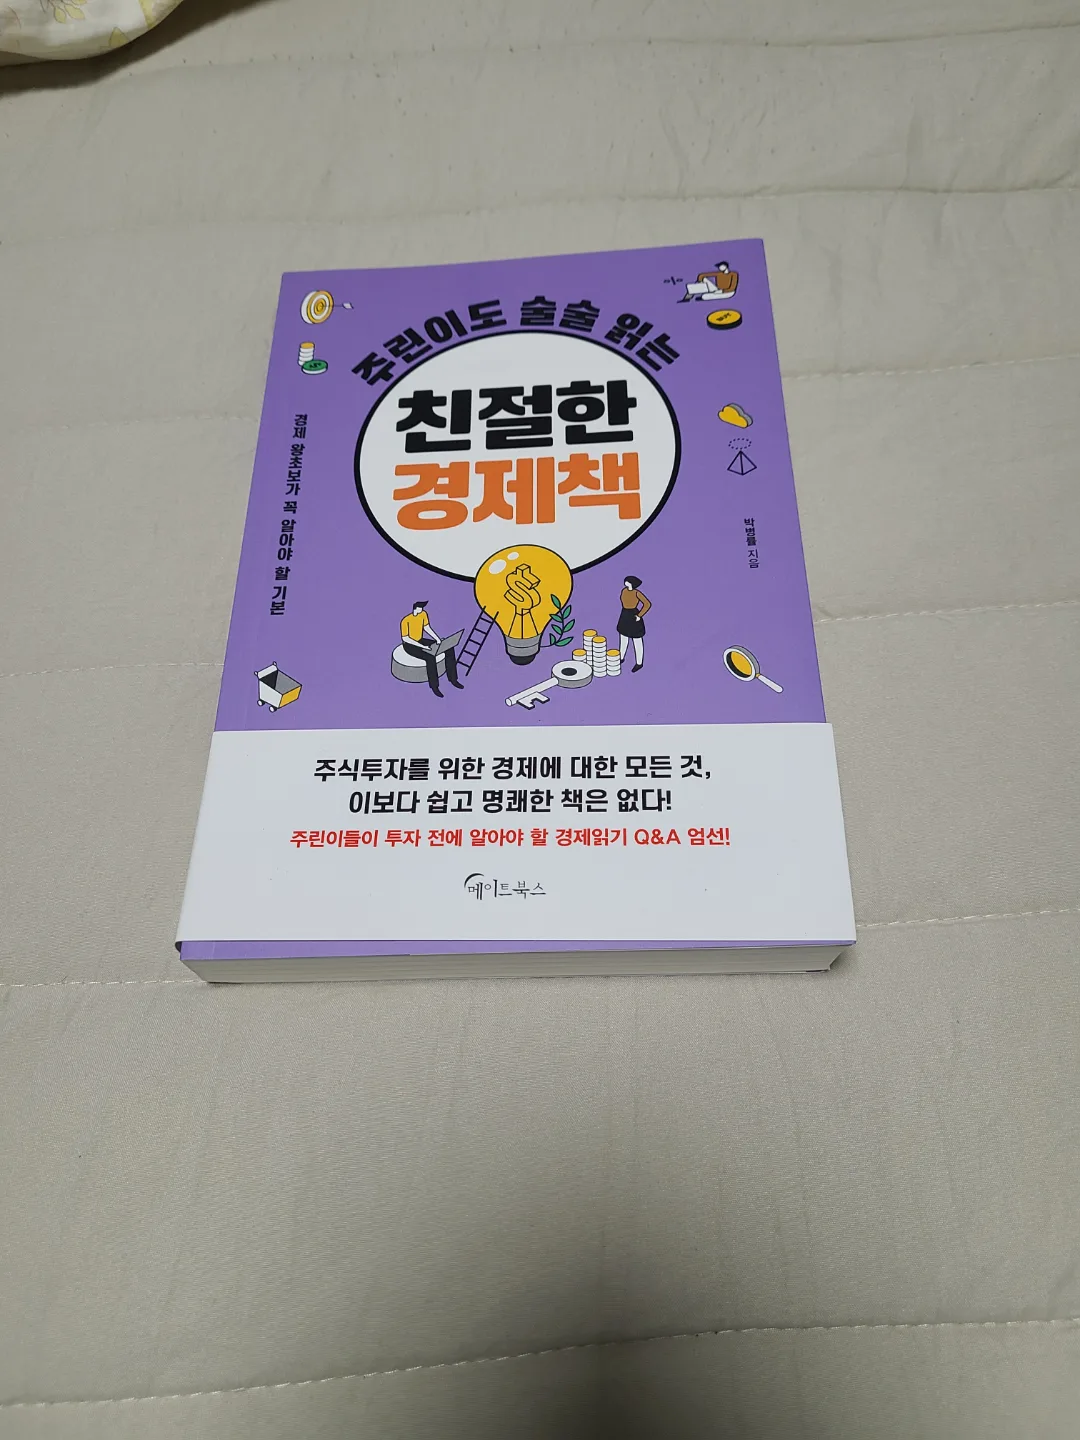 주린이도 술술 읽는
친절한
경제책
경제 왕초보가 꼭 알아야 할 기본
박병률 지음
주식투자를 위한 경제에 대한 모든 것,
이보다 쉽고 명쾌한 책은 없다!
주린이들이 투자 전에 알아야 할 경제읽기 Q&A 엄선!
메이트북스